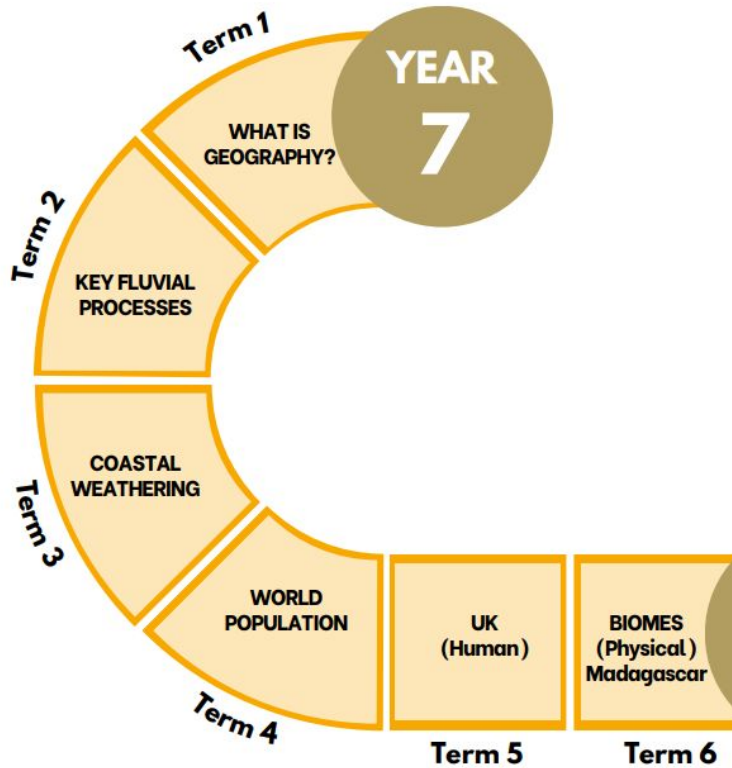 YEAR
7
Term 1
WHAT IS
GEOGRAPHY?
Term 2
KEY FLUVIAL
PROCESSES
Term 3
COASTAL
WEATHERING
Term 4
WORLD
POPULATION
UK
(Human)
Term 5
BIOMES
(Physical)
Madagascar
Term 6